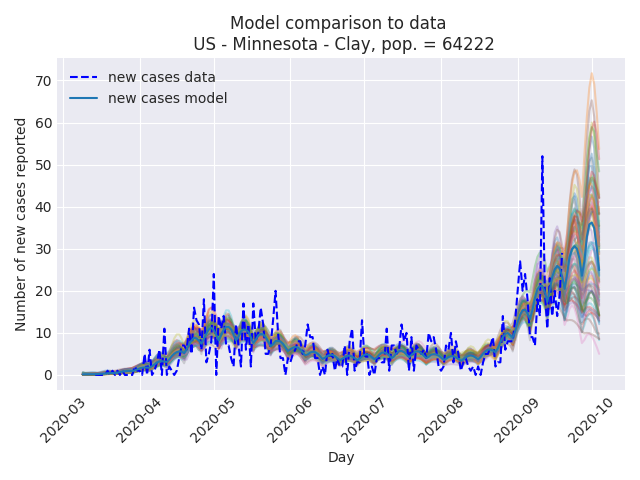 Model comparison to data
US - Minnesota - Clay, pop. = 64222
new cases data
new cases model
Number of new cases reported
70
60
50
40
30
20
10
0
2020-03
2020-04
2020-05
2020-06
2020-07
2020-08
2020-09
2020-10
Day